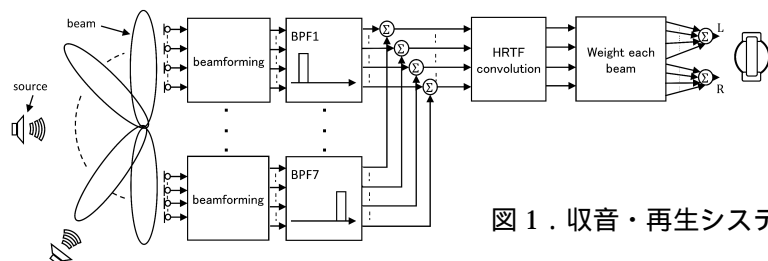 beam
source
beamforming
BPF1
Σ
Σ
Σ
Σ
HRTF
convolution
Weight each
beam
Σ
L
Σ
R
beamforming
BPF7
図 1 . 収音・再生システ